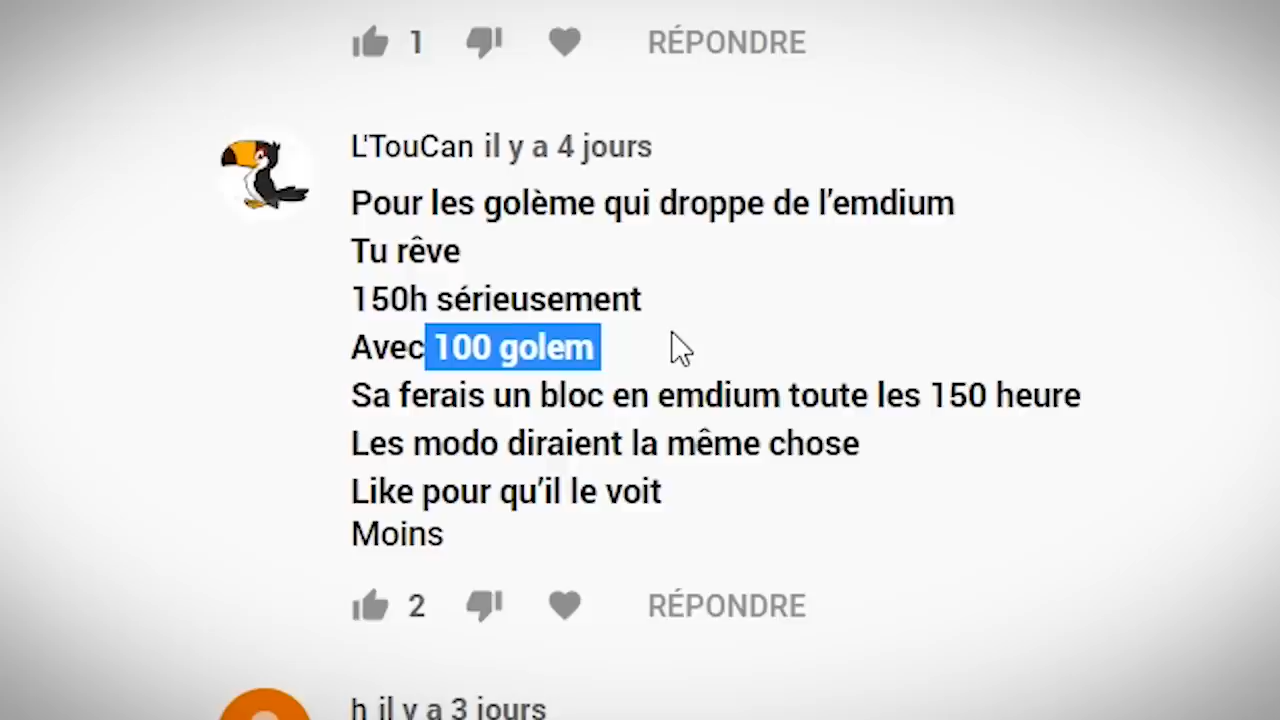 1 RÉPONDRE
L'TouCan il y a 4 jours
Pour les golème qui droppe de l’emdium
Tu rêve
150h sérieusement
Avec 100 golem
Sa ferais un bloc en emdium toute les 150 heure
Les modo diraient la même chose
Like pour qu’il le voit
Moins
2 RÉPONDRE
h il y a 3 jours